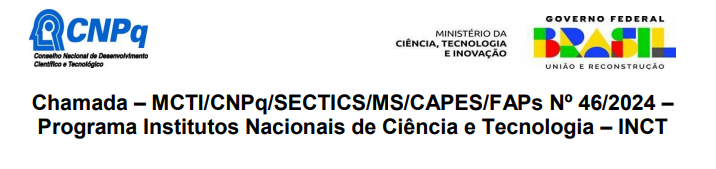 CNPq
Conselho Nacional de Desenvolvimento
Científico e Tecnológico
MINISTÉRIO DA
CIÊNCIA, TECNOLOGIA
E INOVAÇÃO
GOVERNO FEDERAL
BRASIL
UNIÃO E RECONSTRUÇÃO
Chamada – MCTI/CNPq/SECTICS/MS/CAPES/FAPs Nº 46/2024 –
Programa Institutos Nacionais de Ciência e Tecnologia – INCT